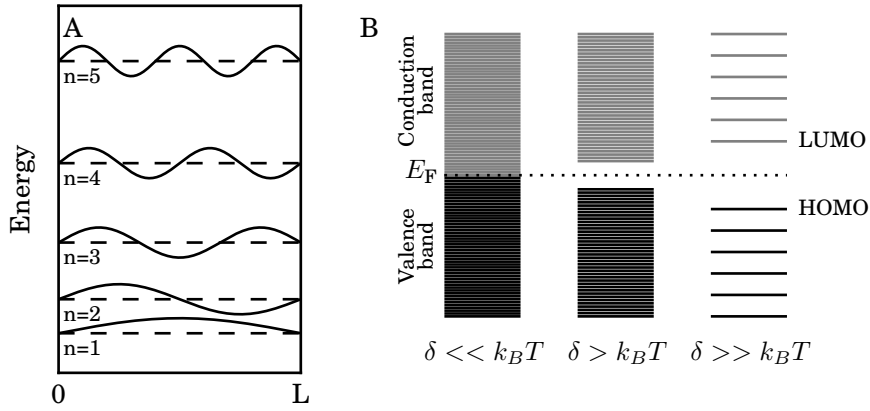 A
n=5
n=4
n=3
n=2
n=1
Energy
0
L
B
Conduction
band
Valence
band
E_F
LUMO
HOMO
δ << k_BT
δ > k_BT
δ >> k_BT